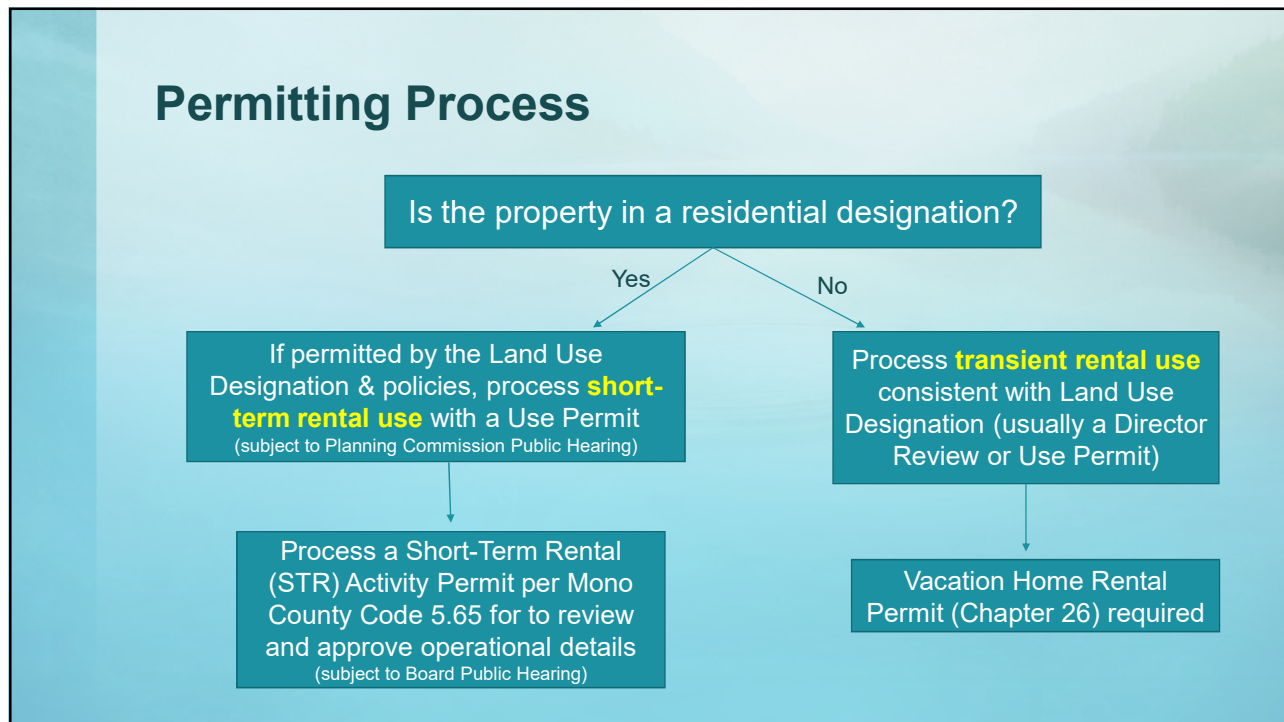 Permitting Process
Is the property in a residential designation?
Yes
No
If permitted by the Land Use
Designation & policies, process short-
term rental use with a Use Permit
(subject to Planning Commission Public Hearing)
Process transient rental use
consistent with Land Use
Designation (usually a Director
Review or Use Permit)
Process a Short-Term Rental
(STR) Activity Permit per Mono
County Code 5.65 for to review
and approve operational details
(subject to Board Public Hearing)
Vacation Home Rental
Permit (Chapter 26) required